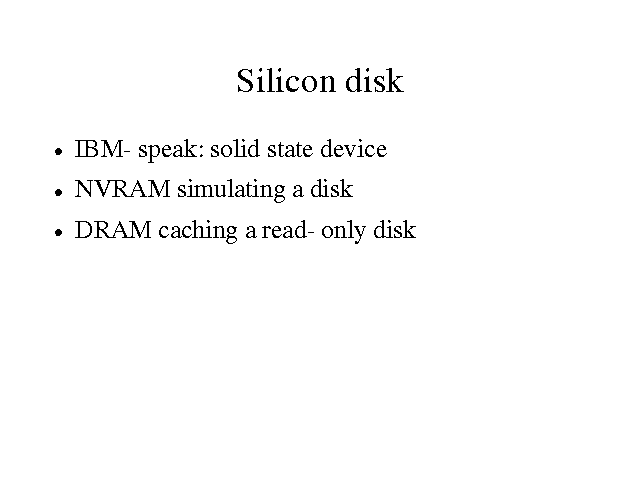 Silicon disk
• IBM- speak: solid state device
• NVRAM simulating a disk
• DRAM caching a read- only disk